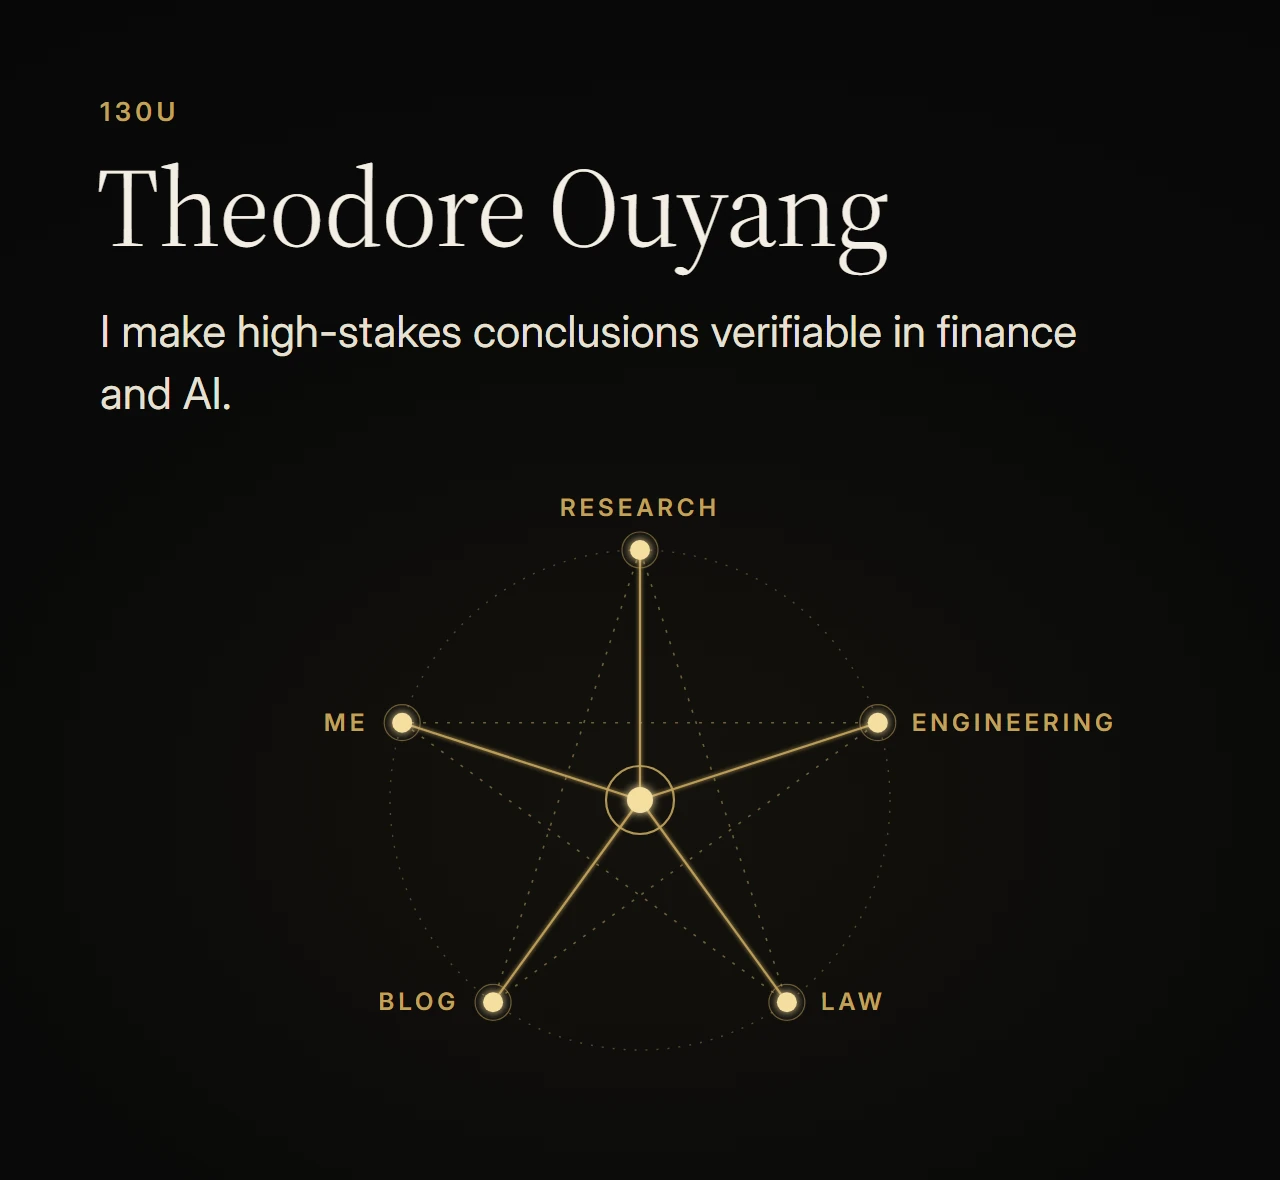 130U
Theodore Ouyang
I make high-stakes conclusions verifiable in finance
and AI.
RESEARCH
ME
ENGINEERING
BLOG
LAW